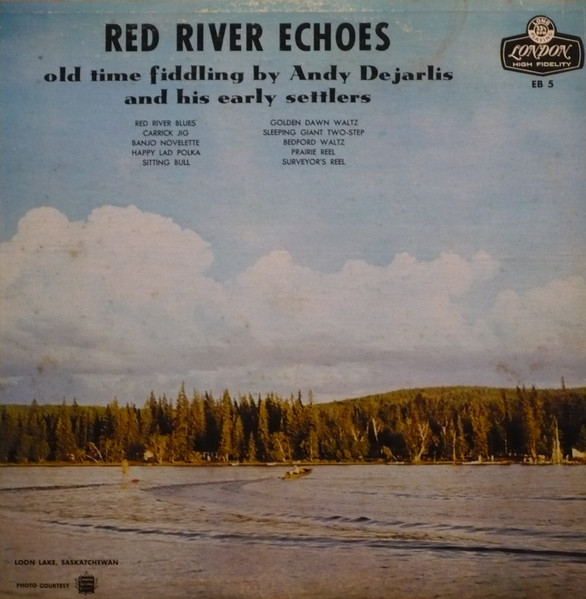 RED RIVER ECHOES
old time fiddling by Andy Dejarlis
and his early settlers
RED RIVER BLUES
CARRICK JIG
BANJO NOVELETTE
HAPPY LAD POLKA
SITTING BULL
GOLDEN DAWN WALTZ
SLEEPING GIANT TWO-STEP
BEDFORD WALTZ
PRAIRIE REEL
SURVEYOR'S REEL
LONDON
HIGH FIDELITY
EB 5
LOON LAKE, SASKATCHEWAN
PHOTO COURTESY